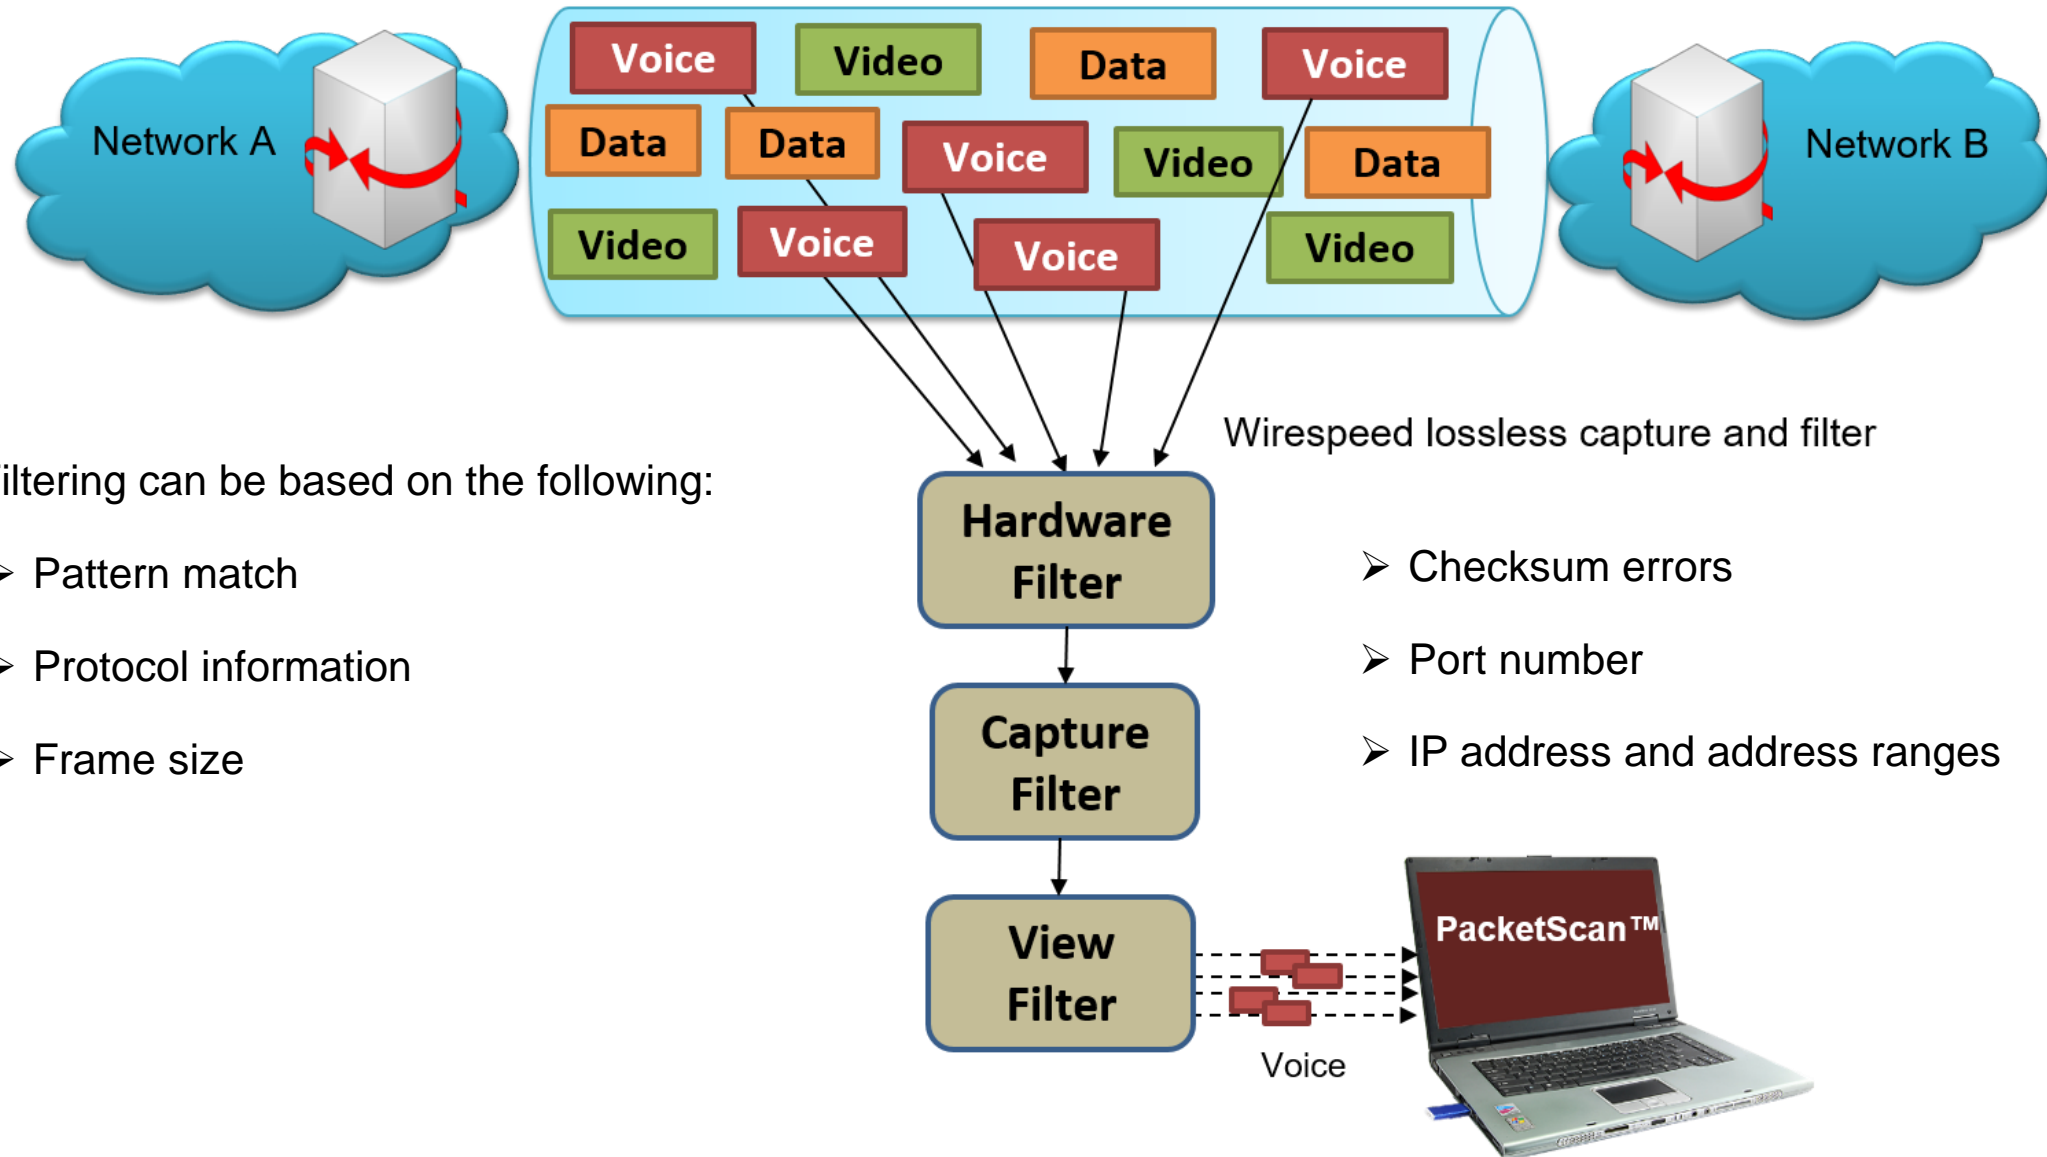 Voice Video Data Voice
Network A
Data Data Voice Video Data
Network B
Video Voice Voice Video
Wirespeed lossless capture and filter
iltering can be based on the following:
Hardware
Filter
➢ Pattern match
➢ Protocol information
➢ Frame size
➢ Checksum errors
➢ Port number
➢ IP address and address ranges
Capture
Filter
View
Filter
PacketScan™
Voice